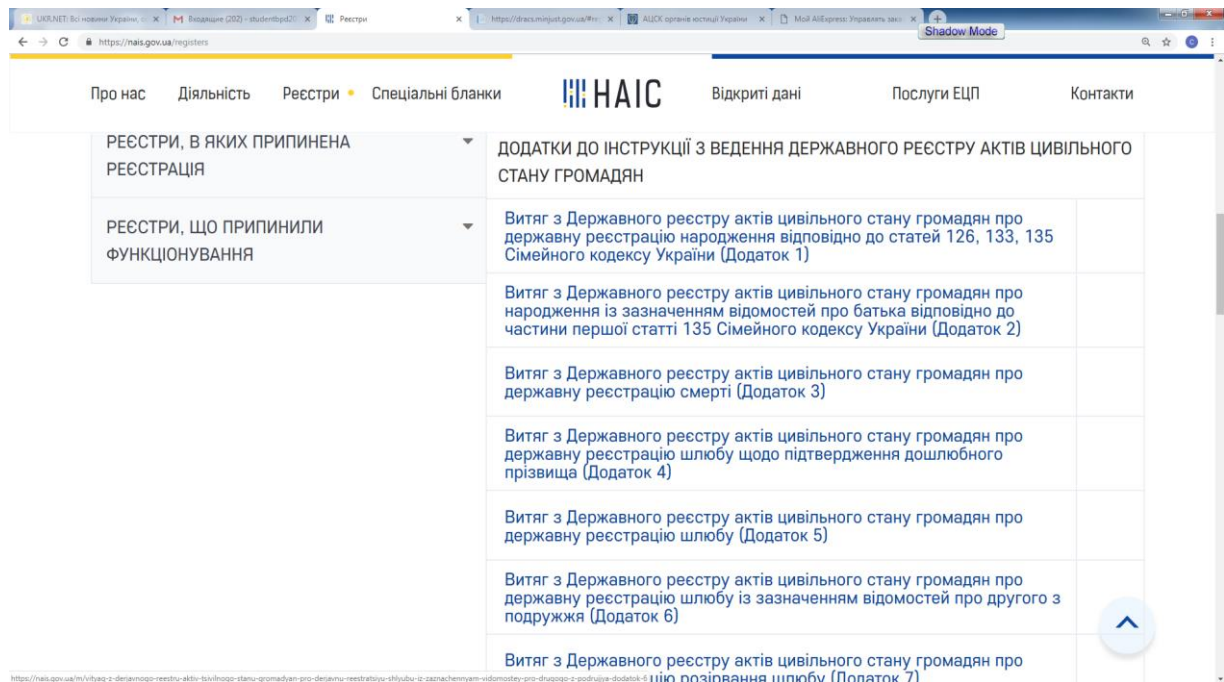 UKR.NET: Всі новини України, о
Входящие (202) - studentbpd20
Реєстри
https://dracs.minjust.gov.ua/#re
АЦСК органів юстиції України
Мой AliExpress: Управлять зака
Shadow Mode
https://nais.gov.ua/registers
Про нас Діяльність Реєстри Спеціальні бланки НАІС Відкриті дані Послуги ЕЦП Контакти
РЕЄСТРИ, В ЯКИХ ПРИПИНЕНА
РЕЄСТРАЦІЯ
РЕЄСТРИ, ЩО ПРИПИНИЛИ
ФУНКЦІОНУВАННЯ
ДОДАТКИ ДО ІНСТРУКЦІЇ З ВЕДЕННЯ ДЕРЖАВНОГО РЕЄСТРУ АКТІВ ЦИВІЛЬНОГО
СТАНУ ГРОМАДЯН
Витяг з Державного реєстру актів цивільного стану громадян про
державну реєстрацію народження відповідно до статей 126, 133, 135
Сімейного кодексу України (Додаток 1)
Витяг з Державного реєстру актів цивільного стану громадян про
народження із зазначенням відомостей про батька відповідно до
частини першої статті 135 Сімейного кодексу України (Додаток 2)
Витяг з Державного реєстру актів цивільного стану громадян про
державну реєстрацію смерті (Додаток 3)
Витяг з Державного реєстру актів цивільного стану громадян про
державну реєстрацію шлюбу щодо підтвердження дошлюбного
прізвища (Додаток 4)
Витяг з Державного реєстру актів цивільного стану громадян про
державну реєстрацію шлюбу (Додаток 5)
Витяг з Державного реєстру актів цивільного стану громадян про
державну реєстрацію шлюбу із зазначенням відомостей про другого з
подружжя (Додаток 6)
Витяг з Державного реєстру актів цивільного стану громадян про
цію розірвання шлюбу (Додаток 7)
https://nais.gov.ua/m/vityag-z-derjavnogo-reestru-aktiv-tsivilnogo-stanu-gromadyan-pro-derjavnu-reestratsiyu-shlyubu-iz-zaznachennyam-vidomostey-pro-drugogo-z-podrujjya-dodatok-6